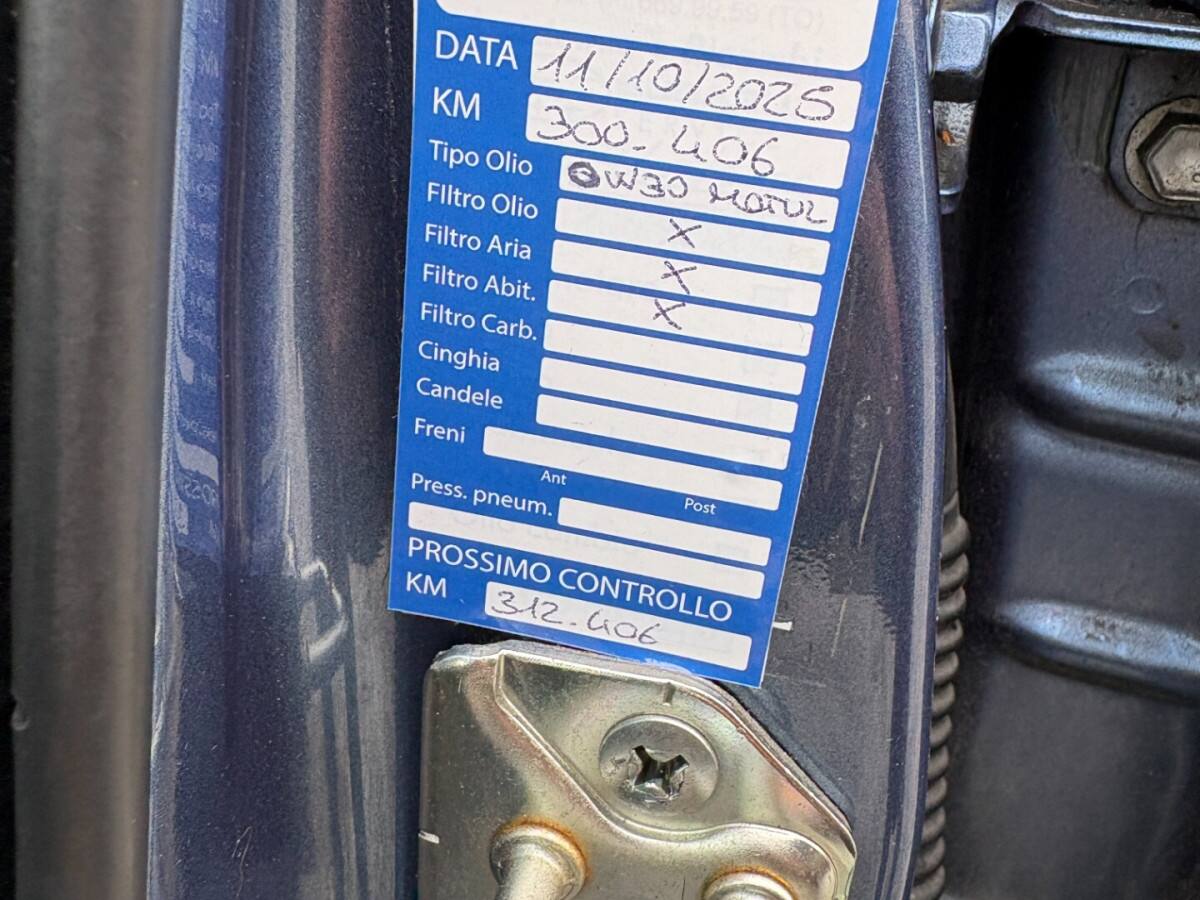 DATA 11/10/2025
KM 300.406
Tipo Olio 0W30 MOTUL
FIltro Olio X
Filtro Aria X
Filtro Abit. X
Filtro Carb.
Cinghia
Candele
Freni
Ant Post
Press. pneum.
PROSSIMO CONTROLLO
KM 312.406